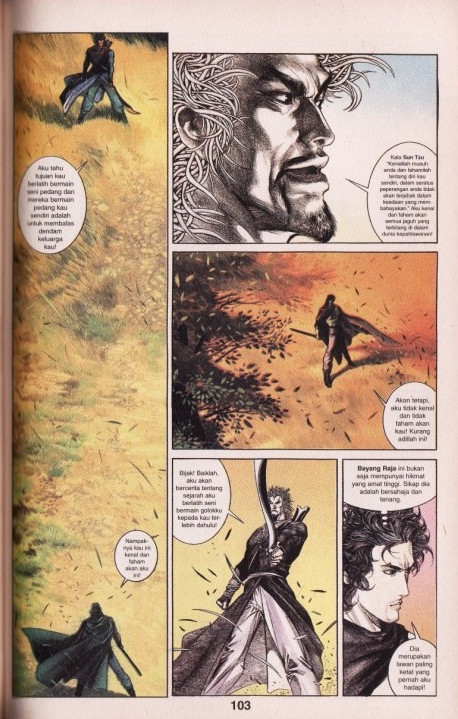 Aku tahu
tujuan kau
berlatih bermain
seni pedang dan
mereka bermain
pedang kau
sendiri adalah
untuk membalas
dendam
keluarga
kau!
Nampak-
nya kau ini
kenal dan
faham
akan aku
ini!
Kata Sun Tzu
"Kenalilah musuh
anda dan fahamilah
tentang diri kau
sendiri, dalam seratus
peperangan anda tidak
akan terjebak dalam
keadaan yang mem-
bahayakan." Aku kenal
dan faham akan
semua jaguh yang
terbilang di dalam
dunia kepahlawanan!
Akan tetapi,
aku tidak kenal
dan tidak
faham akan
kau! Kurang
adillah ini!
Bijak! Baiklah,
aku akan
bercerita tentang
sejarah aku
berlatih seni
bermain golokku
kepada kau ter-
lebih dahulu!
Bayang Raja ini bukan
saja mempunyai hikmat
yang amat tinggi. Sikap dia
adalah bersahaja dan
tenang.
Dia
merupakan
lawan paling
ketat yang
pernah aku
hadapi!
103